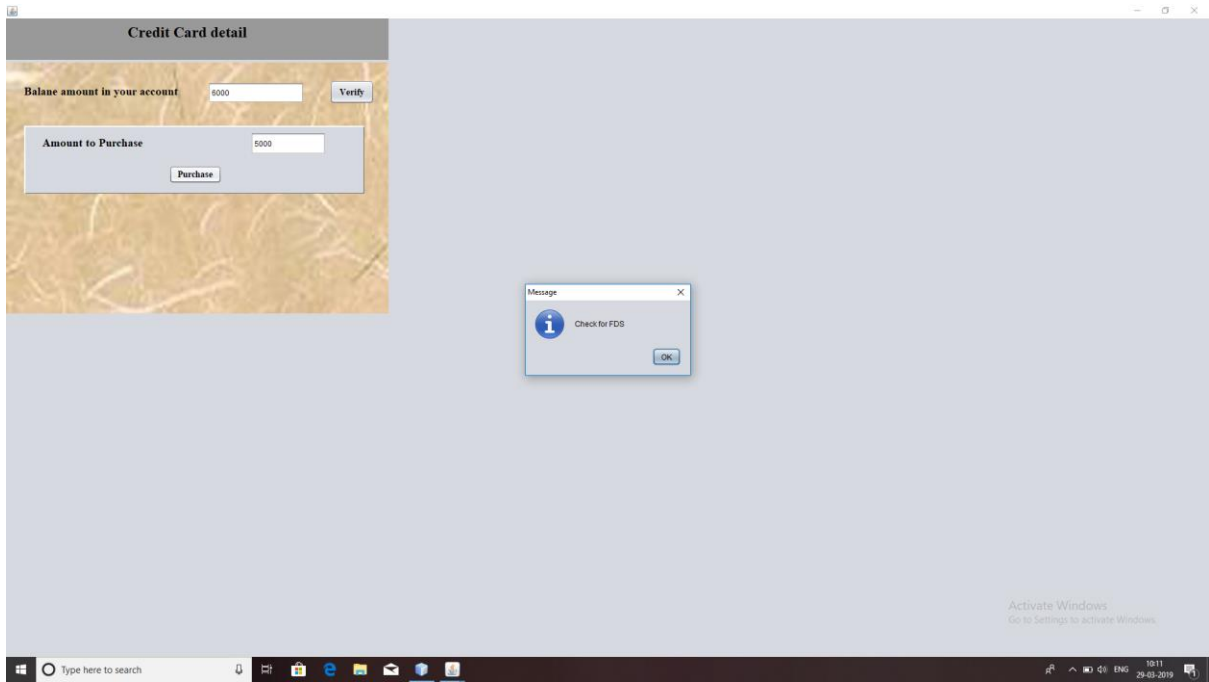 Credit Card detail
Balane amount in your account 6000 Verify
Amount to Purchase 5000
Purchase
Message
Check for FDS
OK
Activate Windows
Go to Settings to activate Windows.
Type here to search
ENG 10:11
29-03-2019